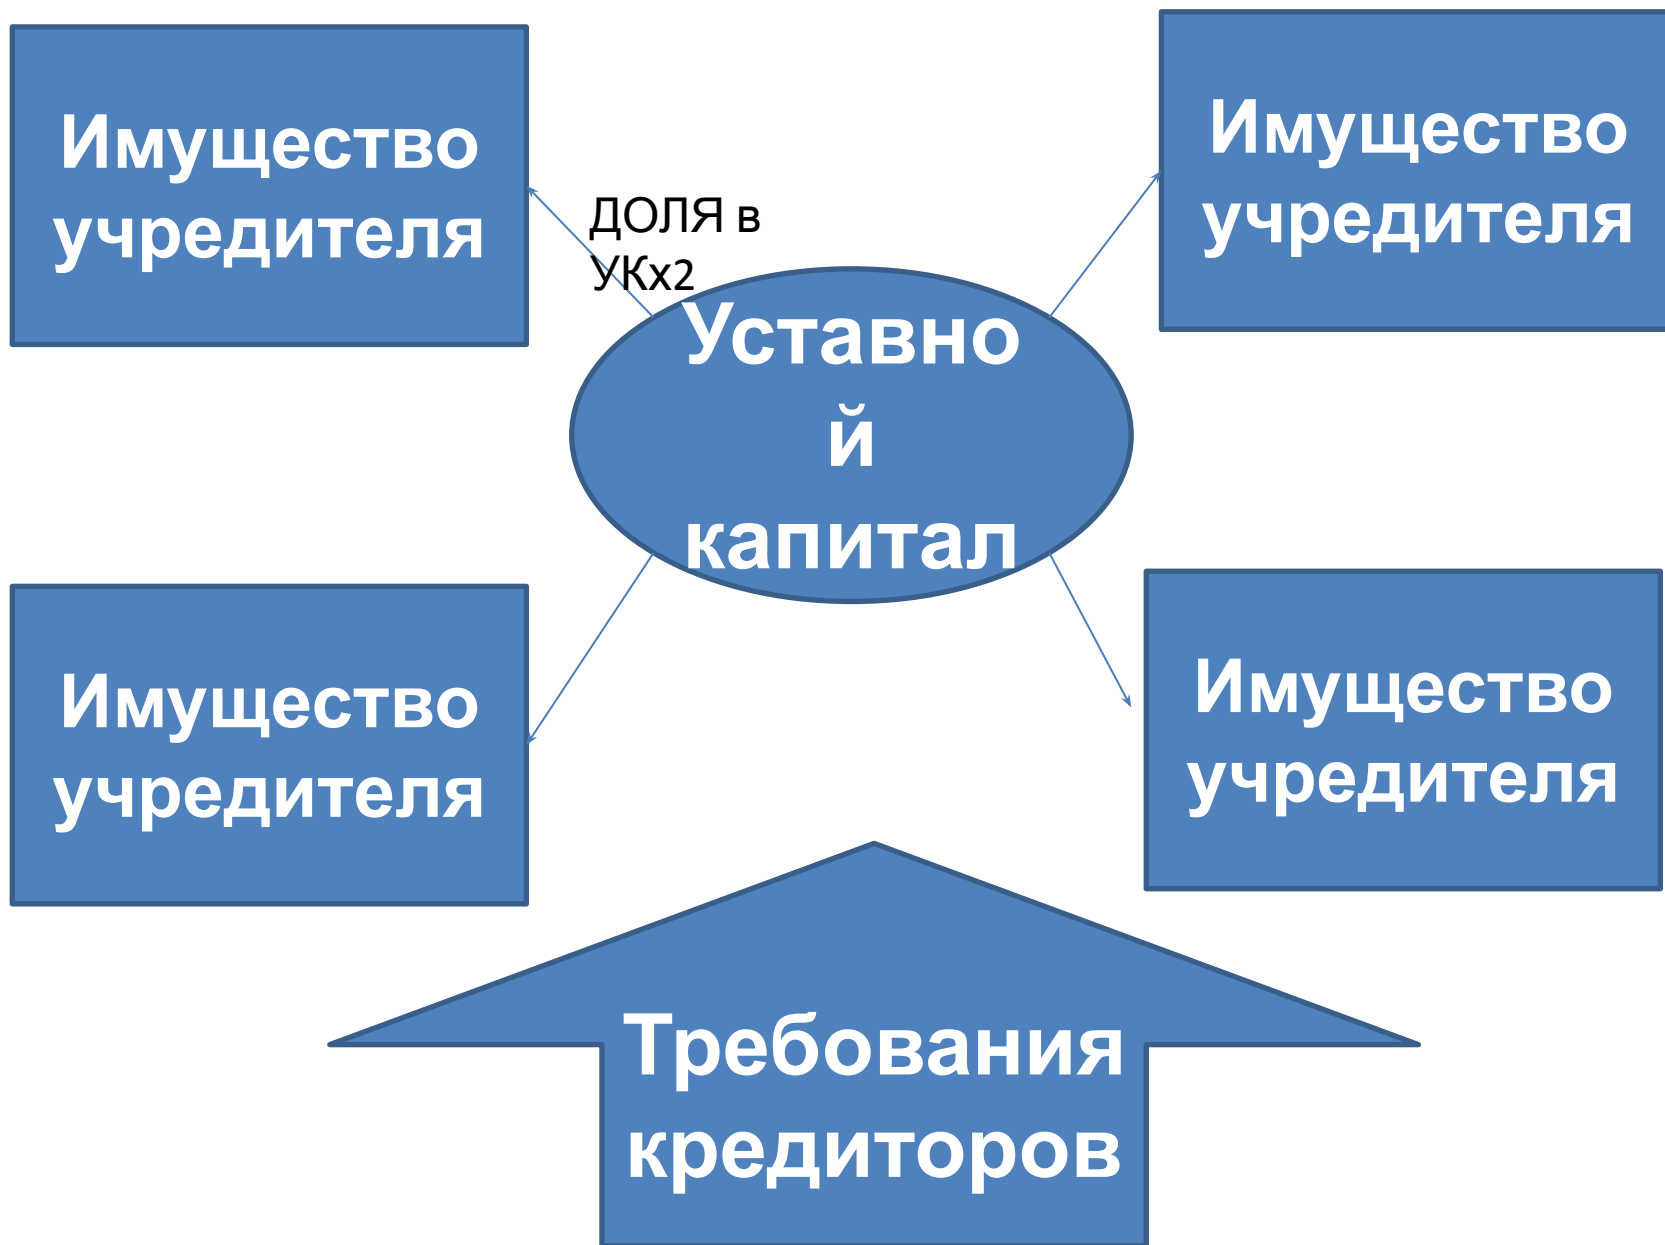 Имущество
учредителя
Имущество
учредителя
ДОЛЯ в
УКх2
Уставно
й
капитал
Имущество
учредителя
Имущество
учредителя
Требования
кредиторов